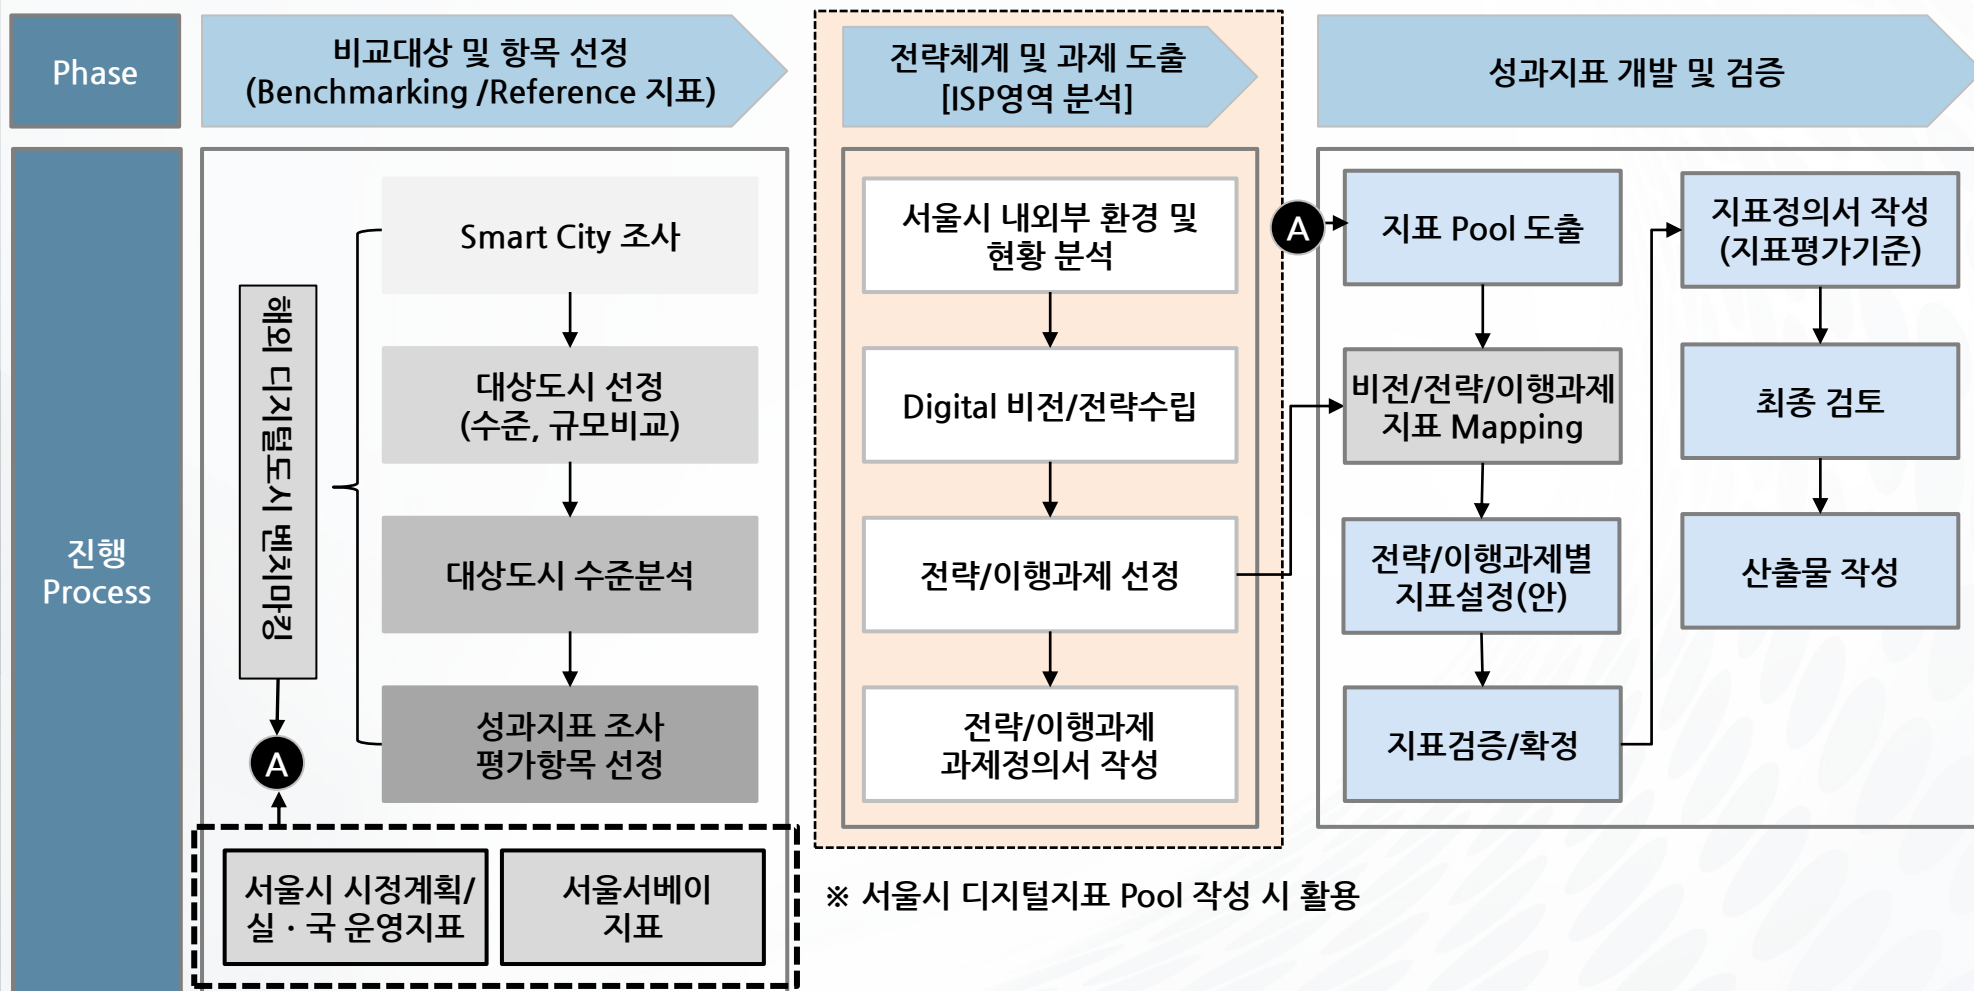 Phase
비교대상 및 항목 선정
(Benchmarking /Reference 지표)
전략체계 및 과제 도출
[ISP영역 분석]
성과지표 개발 및 검증
진행
Process
해외 디지털도시 벤치마킹
Smart City 조사
대상도시 선정
(수준, 규모비교)
대상도시 수준분석
성과지표 조사
평가항목 선정
A
서울시 시정계획/
실 · 국 운영지표
서울서베이
지표
서울시 내외부 환경 및
현황 분석
Digital 비전/전략수립
전략/이행과제 선정
전략/이행과제
과제정의서 작성
※ 서울시 디지털지표 Pool 작성 시 활용
A
지표 Pool 도출
비전/전략/이행과제
지표 Mapping
전략/이행과제별
지표설정(안)
지표검증/확정
지표정의서 작성
(지표평가기준)
최종 검토
산출물 작성